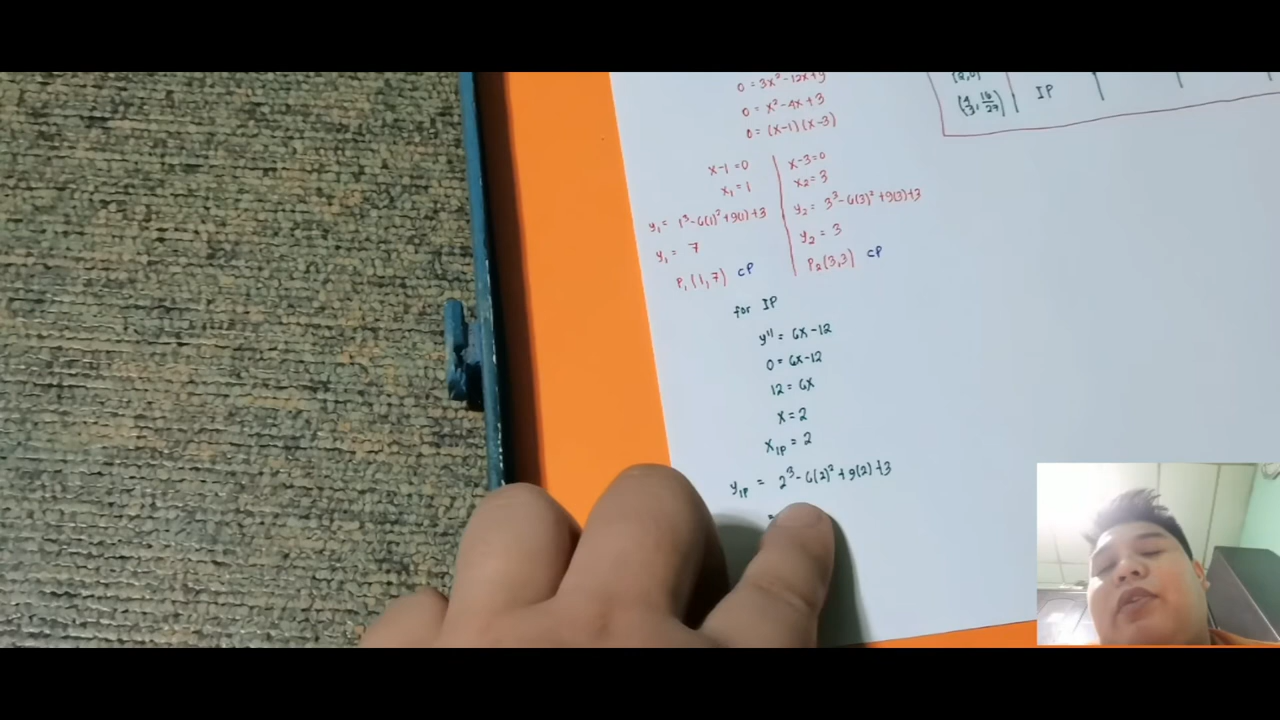 0 = 3x² - 12x + 9
0 = x² - 4x + 3
0 = (x-1)(x-3)
x-1 = 0
x₁ = 1
y₁ = 1³ - 6(1)² + 9(1) + 3
y₁ = 7
P₁(1,7) CP
x-3 = 0
x₂ = 3
y₂ = 3³ - 6(3)² + 9(3) + 3
y₂ = 3
P₂(3,3) CP
for IP
y'' = 6x - 12
0 = 6x - 12
12 = 6x
x = 2
x_IP = 2
y_IP = 2³ - 6(2)² + 9(2) + 3
=
(4/3, 16/27) IP